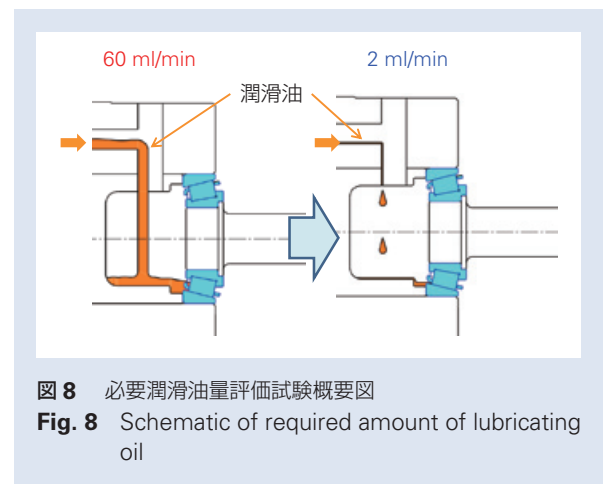 60 ml/min
2 ml/min
潤滑油
図 8 必要潤滑油量評価試験概要図
Fig. 8 Schematic of required amount of lubricating
oil